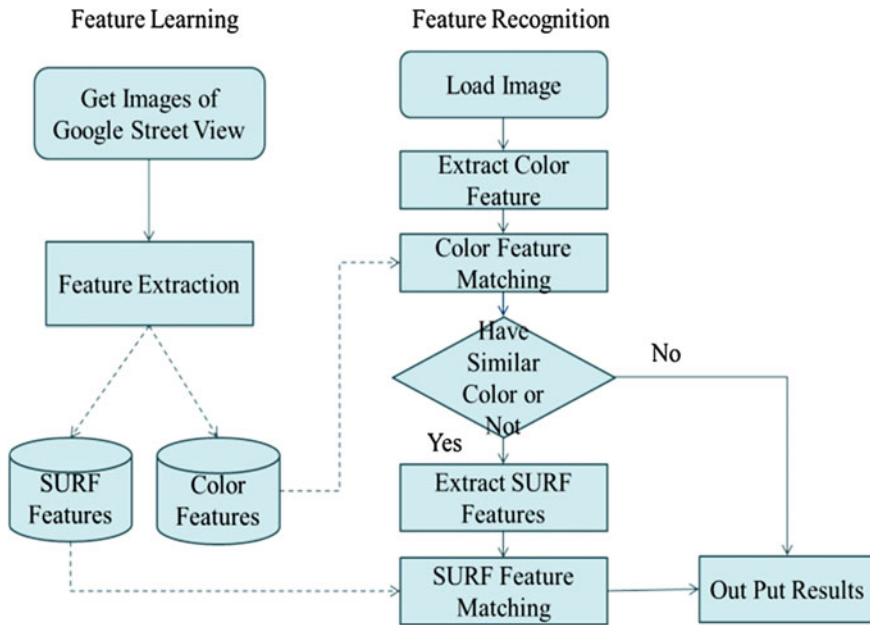 Feature Learning
Get Images of
Google Street View
Feature Extraction
SURF
Features
Color
Features
Feature Recognition
Load Image
Extract Color
Feature
Color Feature
Matching
Have
Similar
Color or
Not
No
Yes
Extract SURF
Features
SURF Feature
Matching
Out Put Results